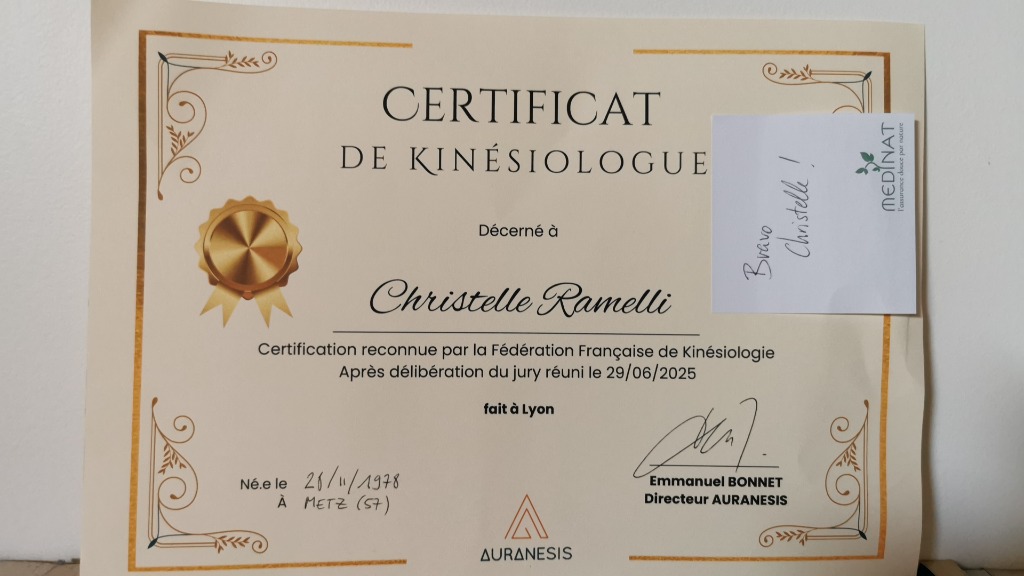 CERTIFICAT
DE KINÉSIOLOGUE
Décerné à
Christelle Ramelli
Certification reconnue par la Fédération Française de Kinésiologie
Après délibération du jury réuni le 29/06/2025
fait à Lyon
Né.e le 28/11/1978
À METZ (57)
Emmanuel BONNET
Directeur AURANESIS
AURANESIS
Bravo
Christelle !
MEDINAT
l'assurance douce par nature